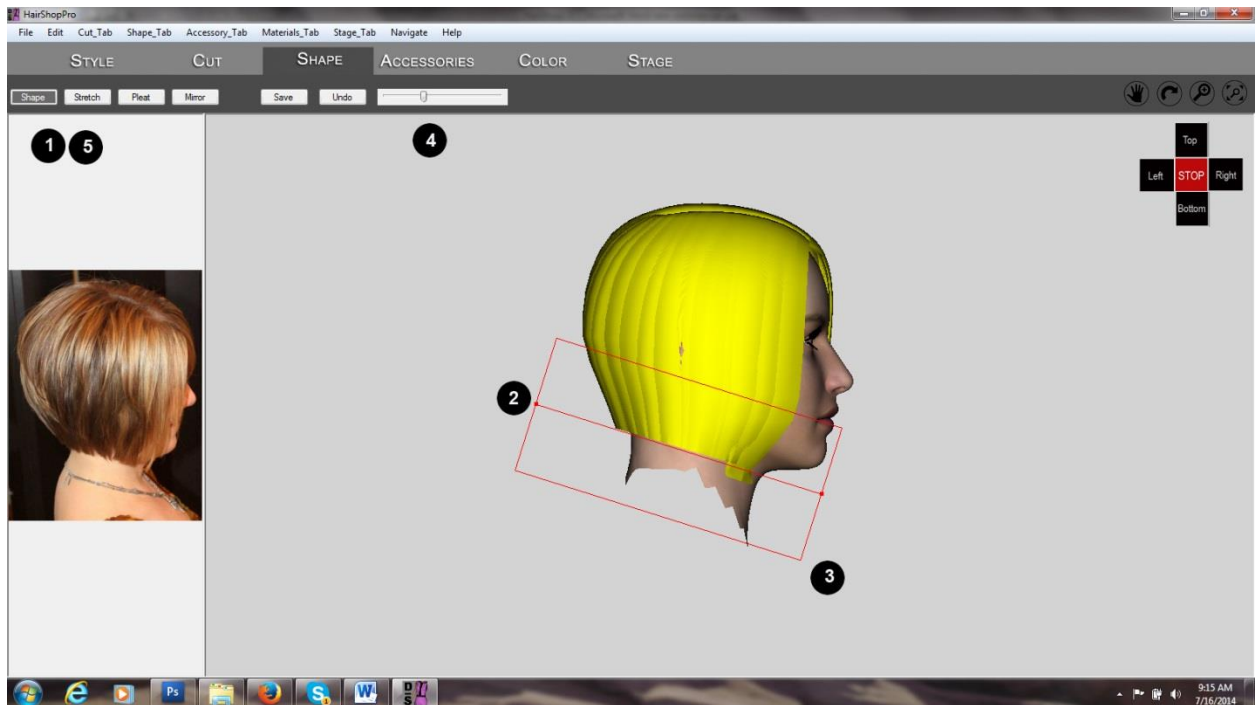 HairShopPro
File Edit Cut_Tab Shape_Tab Accessory_Tab Materials_Tab Stage_Tab Navigate Help
STYLE CUT SHAPE ACCESSORIES COLOR STAGE
Shape Stretch Pleat Mirror Save Undo
1 5 4
Top
Left STOP Right
Bottom
2
3
Ps S W DSS
9:15 AM
7/16/2014